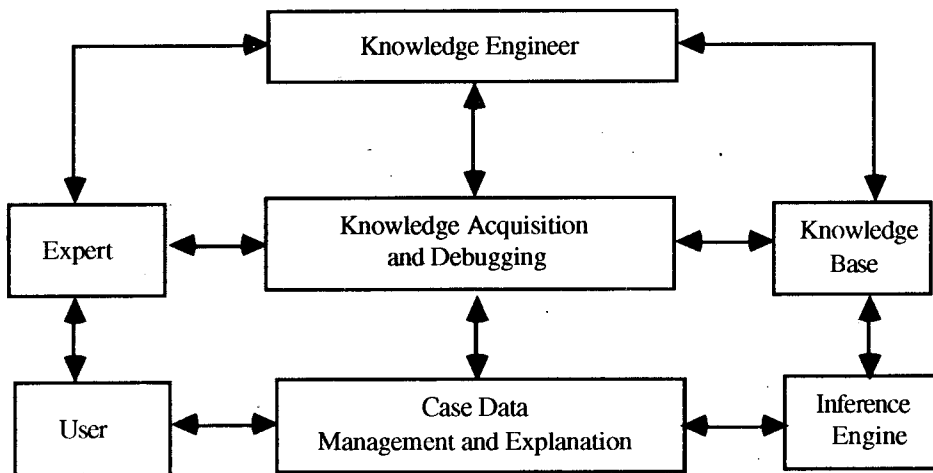 Knowledge Engineer
Expert
Knowledge Acquisition
and Debugging
Knowledge
Base
User
Case Data
Management and Explanation
Inference
Engine